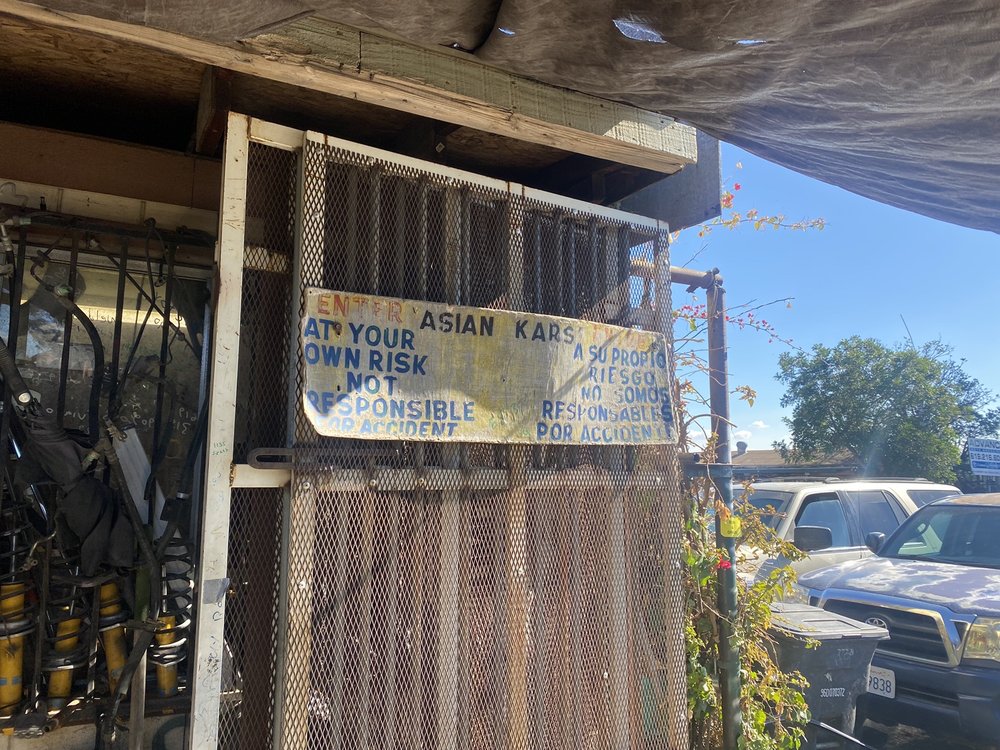 ENTER
AT YOUR
OWN RISK
NOT
RESPONSIBLE
FOR ACCIDENT
ASIAN KARS
A SU PROPIO
RIESGO
NO SOMOS
RESPONSABLES
POR ACCIDENT
9838